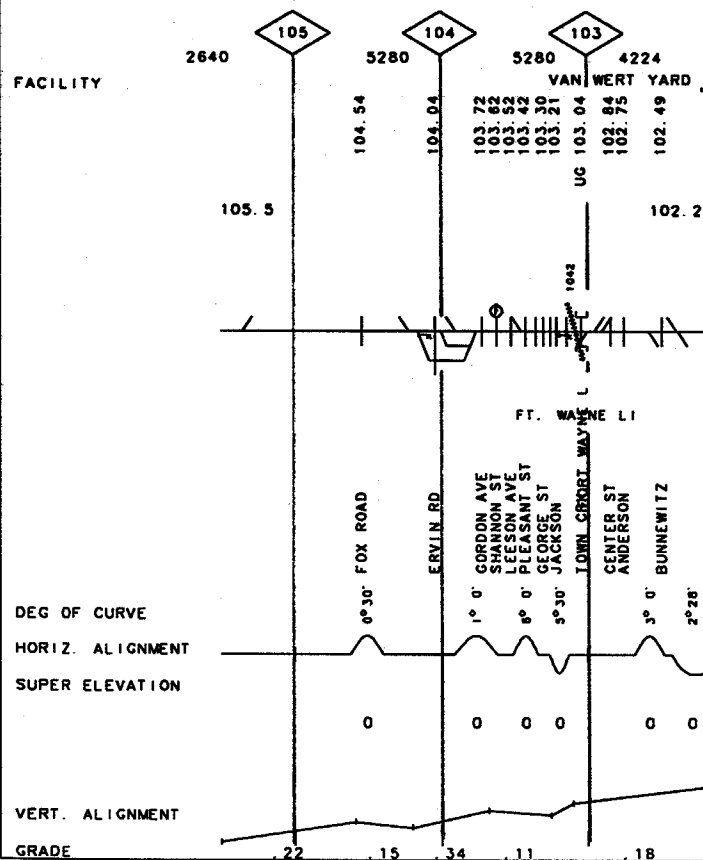 105 104 103
2640 5280 5280 4224
FACILITY VAN WERT YARD
104.54
104.04
103.72
103.62
103.52
103.42
103.30
103.21
UG 103.04
102.84
102.75
102.49
105.5 102.2
1042
FT. WAYNE LI
FOX ROAD
ERVIN RD
GORDON AVE
SHANNON ST
LEESON AVE
PLEASANT ST
GEORGE ST
JACKSON
TOWN WAYNE L
CENTER ST
ANDERSON
BUNNEWITZ
DEG OF CURVE 0°30' 1° 0' 6° 0' 5°30' 3° 0' 2°28'
HORIZ. ALIGNMENT
SUPER ELEVATION
0 0 0 0 0 0
VERT. ALIGNMENT
GRADE .22 .15 .34 .11 .18